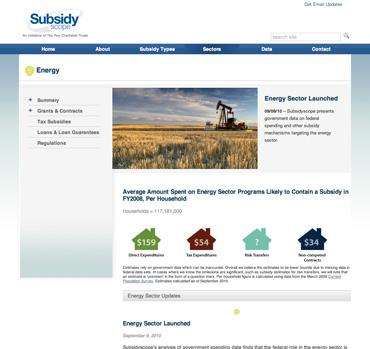 Get Email Updates
Subsidy
scope
An Initiative of The Pew Charitable Trusts
search site
Home About Subsidy Types Sectors Data Contact
Energy
Summary
Grants & Contracts
Tax Subsidies
Loans & Loan Guarantees
Regulations
Energy Sector Launched
09/09/10 – Subsidyscope presents
government data on federal
spending and other subsidy
mechanisms targeting the energy
sector.
Average Amount Spent on Energy Sector Programs Likely to Contain a Subsidy in
FY2008, Per Household
Households = 117,181,000
$159 $54 ? $34
Direct Expenditures Tax Expenditures Risk Transfers Non-competed
Contracts
Estimates rely on government data which can be inaccurate. Overall we believe the estimates to be lower bounds due to missing data in
federal data sets. In cases where we know the omissions are significant, such as subsidy estimates for risk transfers, we will note that
an estimate is 'unknown' in the form of a question mark. Per household figure is calculated using data from the March 2009 Current
Population Survey. Estimates calculated as of September 2010.
Energy Sector Updates
Energy Sector Launched
September 9, 2010
Subsidyscope's analysis of government spending data finds that the federal role in the energy sector is